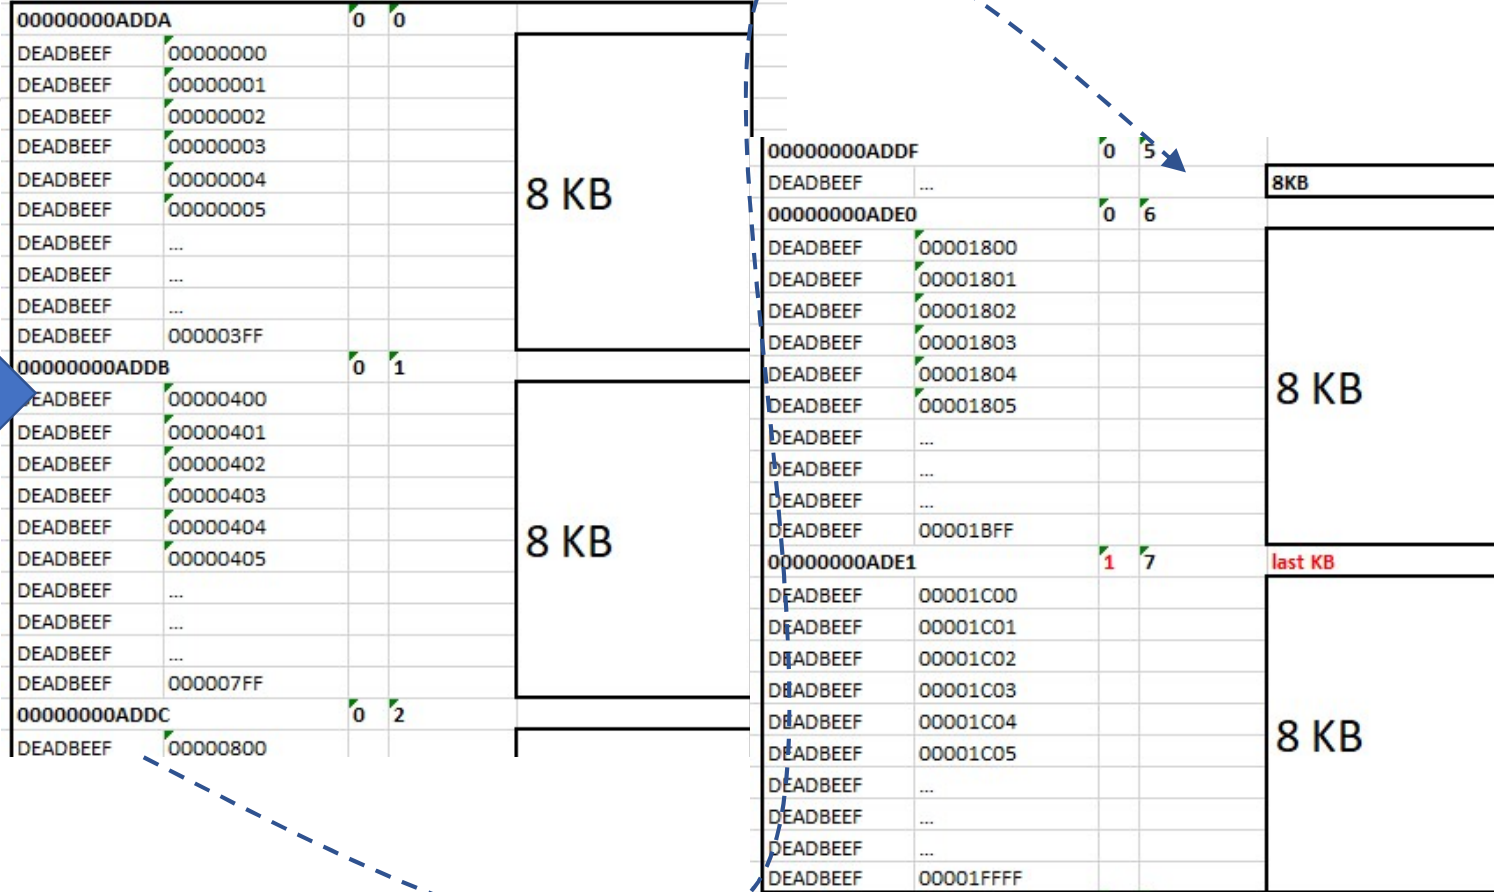 00000000ADDA 0 0
DEADBEEF 00000000
DEADBEEF 00000001
DEADBEEF 00000002
DEADBEEF 00000003
DEADBEEF 00000004
DEADBEEF 00000005
DEADBEEF ...
DEADBEEF ...
DEADBEEF ...
DEADBEEF 000003FF
8 KB
00000000ADDB 0 1
DEADBEEF 00000400
DEADBEEF 00000401
DEADBEEF 00000402
DEADBEEF 00000403
DEADBEEF 00000404
DEADBEEF 00000405
DEADBEEF ...
DEADBEEF ...
DEADBEEF ...
DEADBEEF 000007FF
8 KB
00000000ADDC 0 2
DEADBEEF 00000800
00000000ADDF 0 5
DEADBEEF ... 8KB
00000000ADE0 0 6
DEADBEEF 00001800
DEADBEEF 00001801
DEADBEEF 00001802
DEADBEEF 00001803
DEADBEEF 00001804
DEADBEEF 00001805
DEADBEEF ...
DEADBEEF ...
DEADBEEF ...
DEADBEEF 00001BFF
8 KB
00000000ADE1 1 7 last KB
DEADBEEF 00001C00
DEADBEEF 00001C01
DEADBEEF 00001C02
DEADBEEF 00001C03
DEADBEEF 00001C04
DEADBEEF 00001C05
DEADBEEF ...
DEADBEEF ...
DEADBEEF ...
DEADBEEF 00001FFFF
8 KB